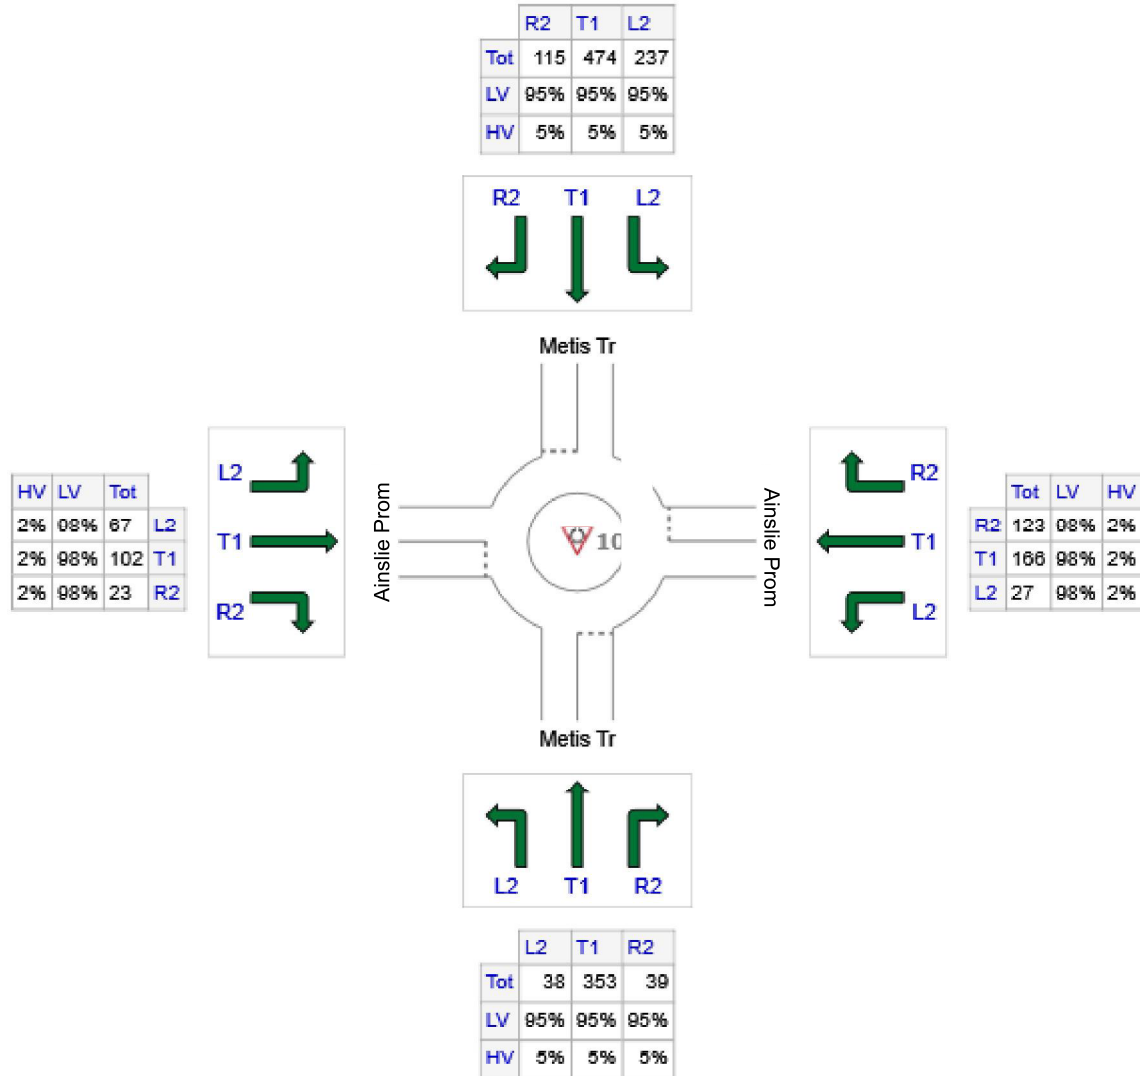 R2 T1 L2
Tot 115 474 237
LV 95% 95% 95%
HV 5% 5% 5%
R2 T1 L2
Metis Tr
HV LV Tot
2% 98% 67 L2
2% 98% 102 T1
2% 98% 23 R2
L2
T1
R2
Ainslie Prom
10
Ainslie Prom
R2
T1
L2
Tot LV HV
R2 123 98% 2%
T1 166 98% 2%
L2 27 98% 2%
Metis Tr
L2 T1 R2
L2 T1 R2
Tot 38 353 39
LV 95% 95% 95%
HV 5% 5% 5%